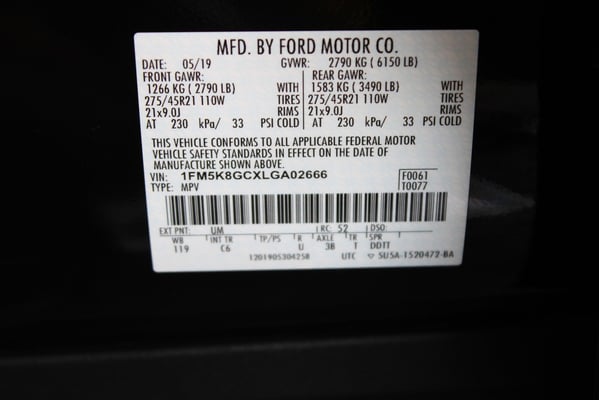 MFD. BY FORD MOTOR CO.
DATE: 05/19 GVWR: 2790 KG ( 6150 LB)
FRONT GAWR: REAR GAWR:
1266 KG ( 2790 LB) WITH 1583 KG ( 3490 LB) WITH
275/45R21 110W TIRES 275/45R21 110W TIRES
21x9.0J RIMS 21x9.0J RIMS
AT 230 kPa/ 33 PSI COLD AT 230 kPa/ 33 PSI COLD
THIS VEHICLE CONFORMS TO ALL APPLICABLE FEDERAL MOTOR
VEHICLE SAFETY STANDARDS IN EFFECT ON THE DATE OF
MANUFACTURE SHOWN ABOVE.
VIN: 1FM5K8GCXLGA02666 F0061
TYPE: MPV T0077
EXT PNT: UM RC: 52 DSO:
WB INT TR TP/PS R AXLE TR SPR
119 C6 U 3B T DDTT
12019053042SB UTC ▽ SU5A-1520472-BA